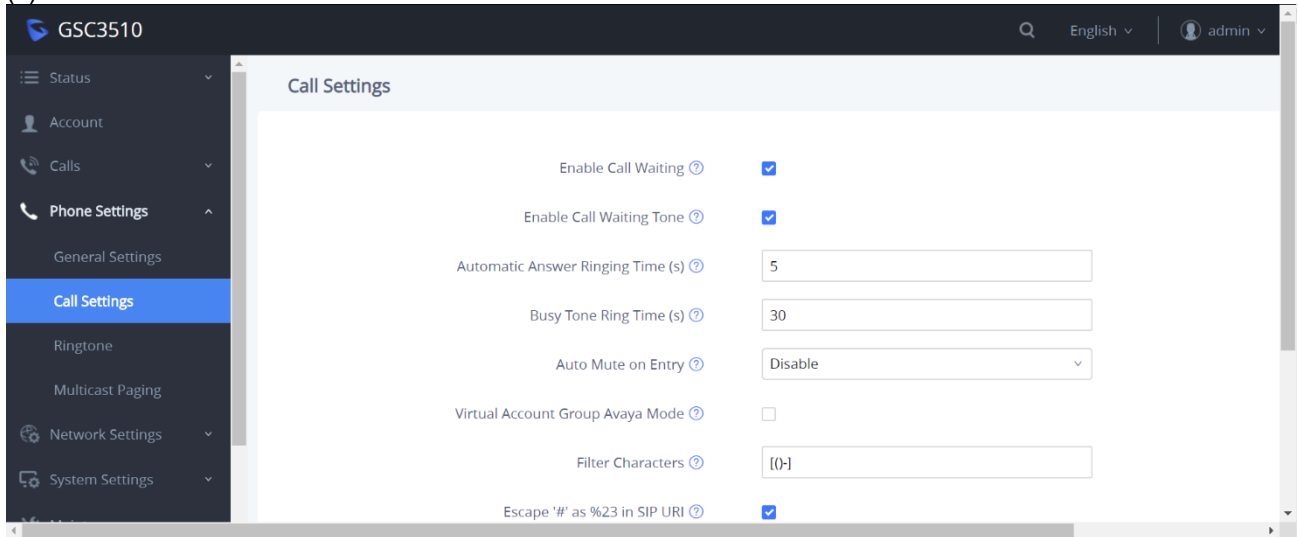 GSC3510
English
admin
Status
Account
Calls
Phone Settings
General Settings
Call Settings
Ringtone
Multicast Paging
Network Settings
System Settings
Call Settings
Enable Call Waiting
Enable Call Waiting Tone
Automatic Answer Ringing Time (s)
5
Busy Tone Ring Time (s)
30
Auto Mute on Entry
Disable
Virtual Account Group Avaya Mode
Filter Characters
[()-]
Escape '#' as %23 in SIP URI